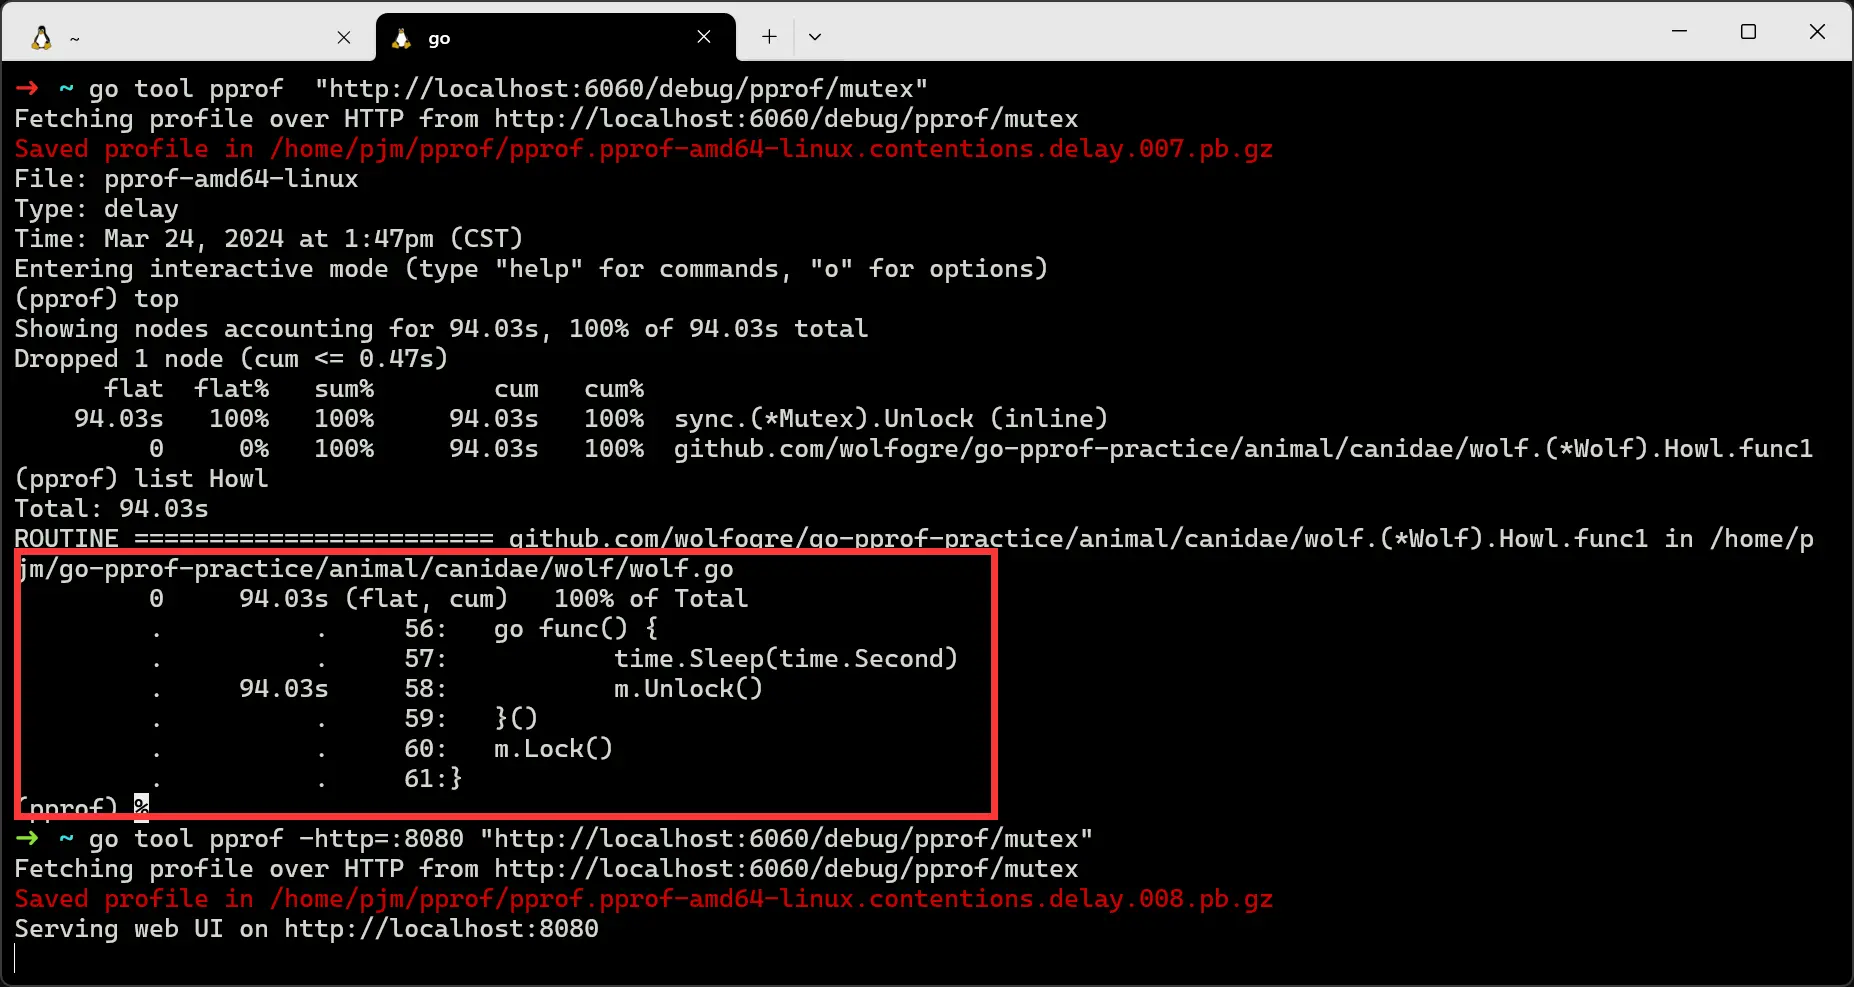 ~
go
➜ ~ go tool pprof  "http://localhost:6060/debug/pprof/mutex"
Fetching profile over HTTP from http://localhost:6060/debug/pprof/mutex
Saved profile in /home/pjm/pprof/pprof.pprof-amd64-linux.contentions.delay.007.pb.gz
File: pprof-amd64-linux
Type: delay
Time: Mar 24, 2024 at 1:47pm (CST)
Entering interactive mode (type "help" for commands, "o" for options)
(pprof) top
Showing nodes accounting for 94.03s, 100% of 94.03s total
Dropped 1 node (cum <= 0.47s)
      flat  flat%   sum%        cum   cum%
    94.03s   100%   100%     94.03s   100%  sync.(*Mutex).Unlock (inline)
         0     0%   100%     94.03s   100%  github.com/wolfogre/go-pprof-practice/animal/canidae/wolf.(*Wolf).Howl.func1
(pprof) list Howl
Total: 94.03s
ROUTINE ======================== github.com/wolfogre/go-pprof-practice/animal/canidae/wolf.(*Wolf).Howl.func1 in /home/p
jm/go-pprof-practice/animal/canidae/wolf/wolf.go
         0     94.03s (flat, cum)   100% of Total
         .          .     56:   go func() {
         .          .     57:           time.Sleep(time.Second)
         .     94.03s     58:           m.Unlock()
         .          .     59:   }()
         .          .     60:   m.Lock()
         .          .     61:}
(pprof) %
➜ ~ go tool pprof -http=:8080 "http://localhost:6060/debug/pprof/mutex"
Fetching profile over HTTP from http://localhost:6060/debug/pprof/mutex
Saved profile in /home/pjm/pprof/pprof.pprof-amd64-linux.contentions.delay.008.pb.gz
Serving web UI on http://localhost:8080